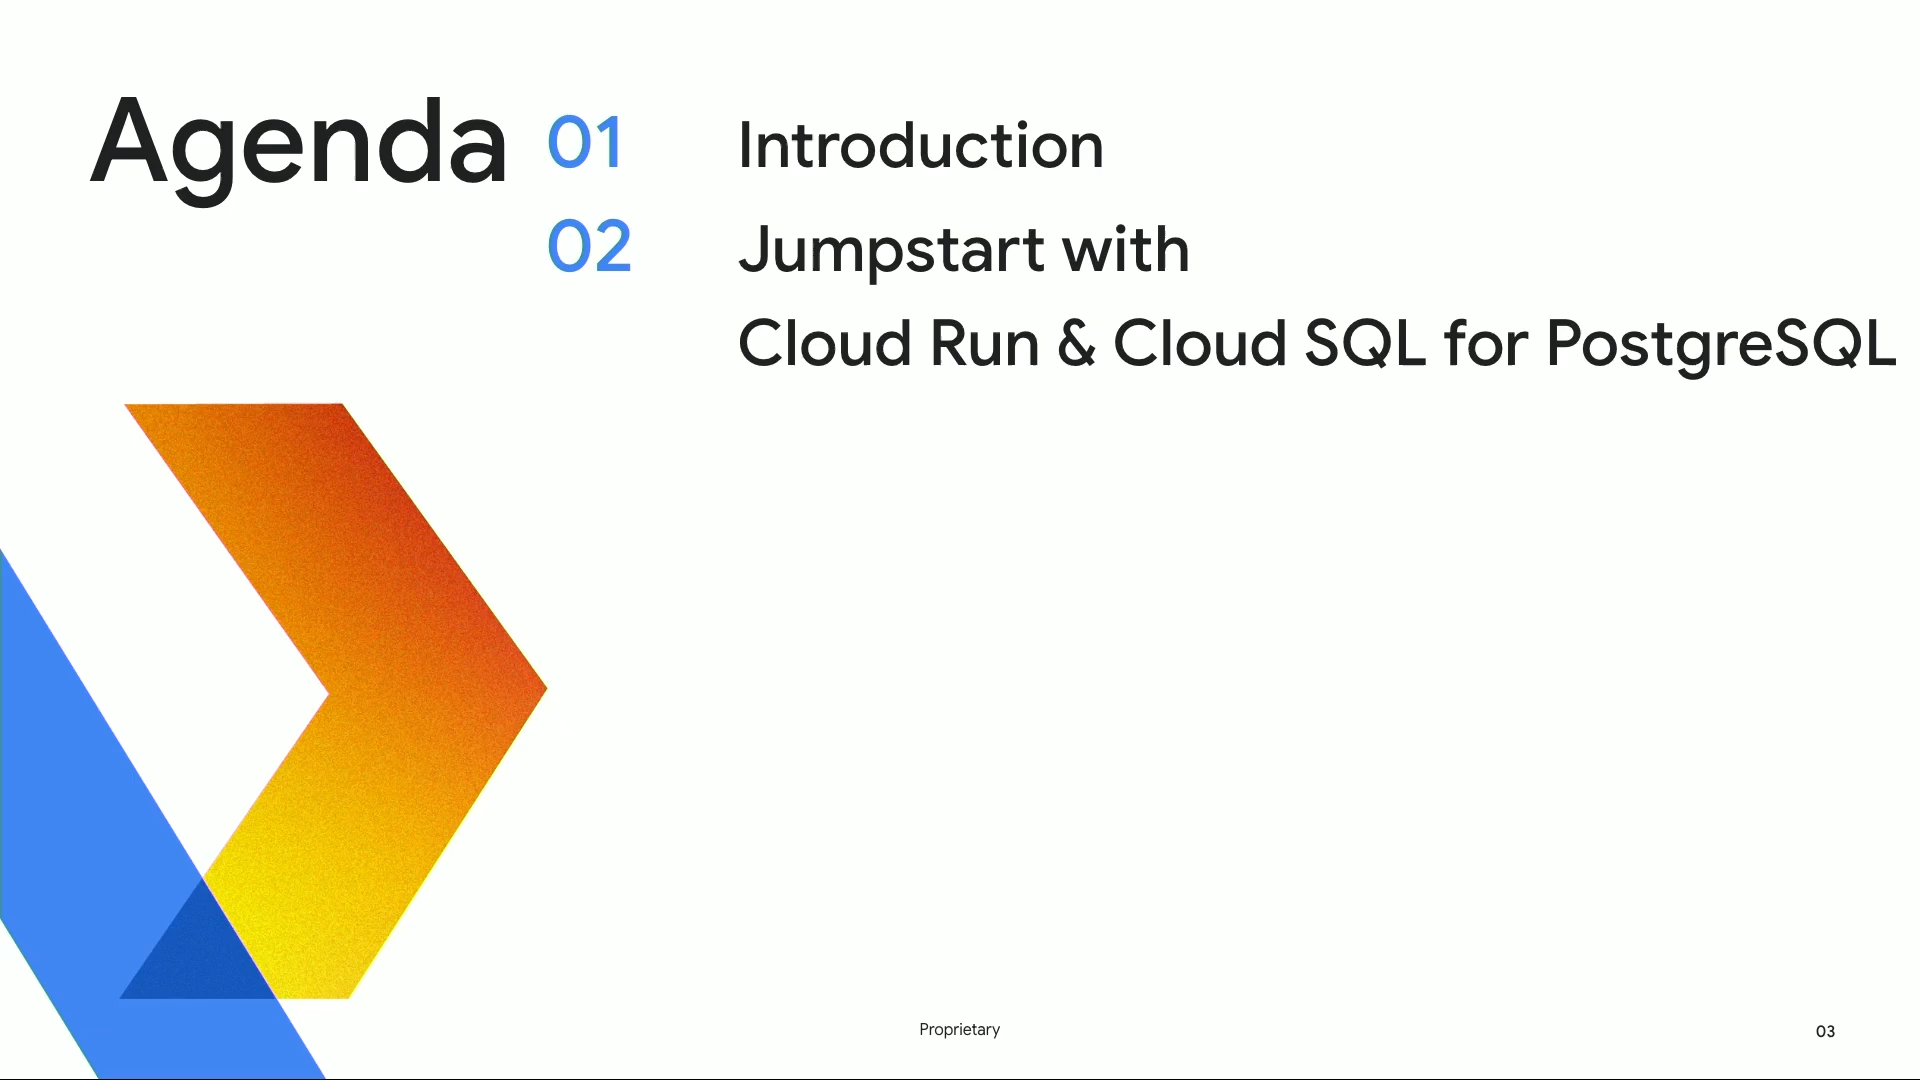 Agenda
01 Introduction
02 Jumpstart with
Cloud Run & Cloud SQL for PostgreSQL
Proprietary
03